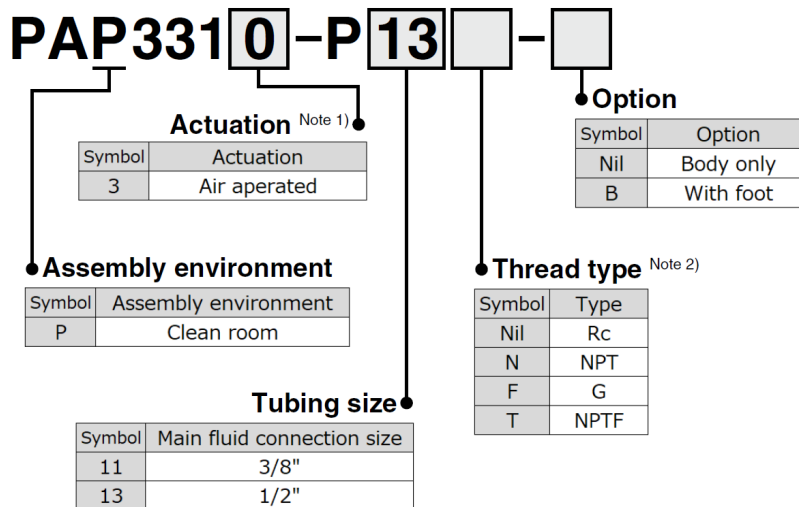 PAP3310-P13 -
Option
Symbol Option
Nil Body only
B With foot
Actuation Note 1)
Symbol Actuation
3 Air aperated
Assembly environment
Symbol Assembly environment
P Clean room
Thread type Note 2)
Symbol Type
Nil Rc
N NPT
F G
T NPTF
Tubing size
Symbol Main fluid connection size
11 3/8"
13 1/2"